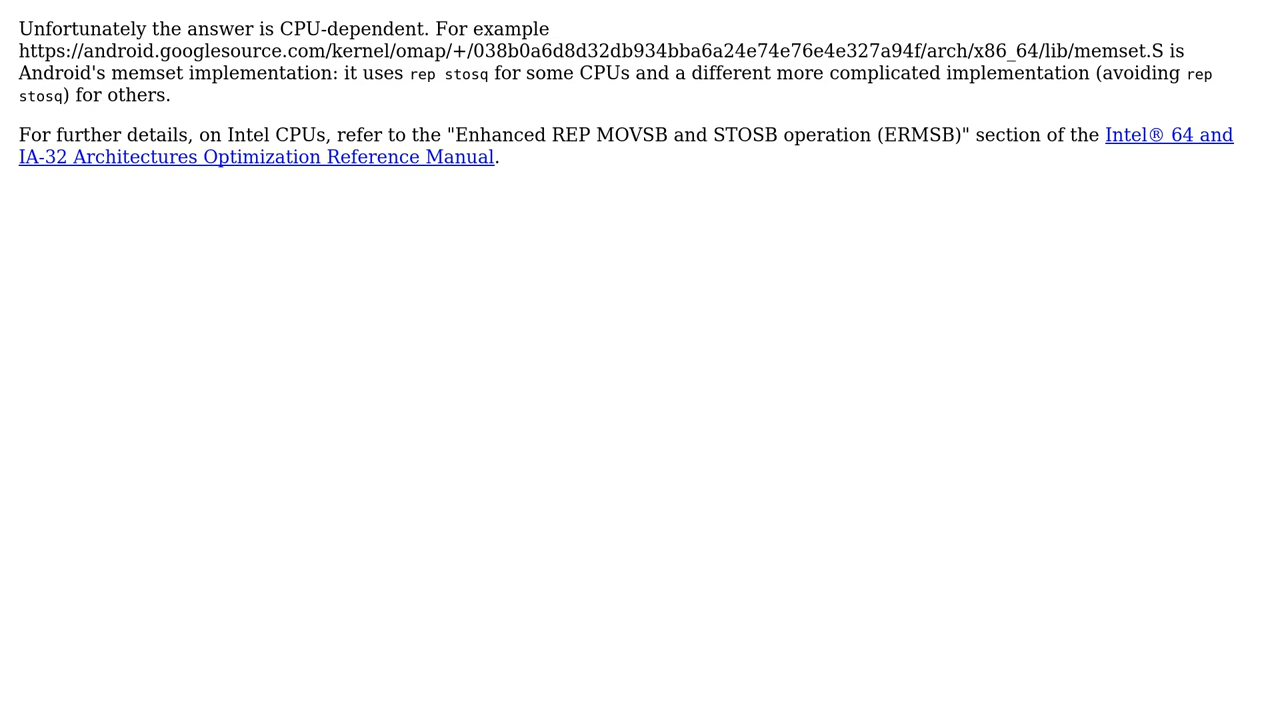 Unfortunately the answer is CPU-dependent. For example
https://android.googlesource.com/kernel/omap/+/038b0a6d8d32db934bba6a24e74e76e4e327a94f/arch/x86_64/lib/memset.S is
Android's memset implementation: it uses rep stosq for some CPUs and a different more complicated implementation (avoiding rep
stosq) for others.
For further details, on Intel CPUs, refer to the "Enhanced REP MOVSB and STOSB operation (ERMSB)" section of the Intel® 64 and
IA-32 Architectures Optimization Reference Manual.